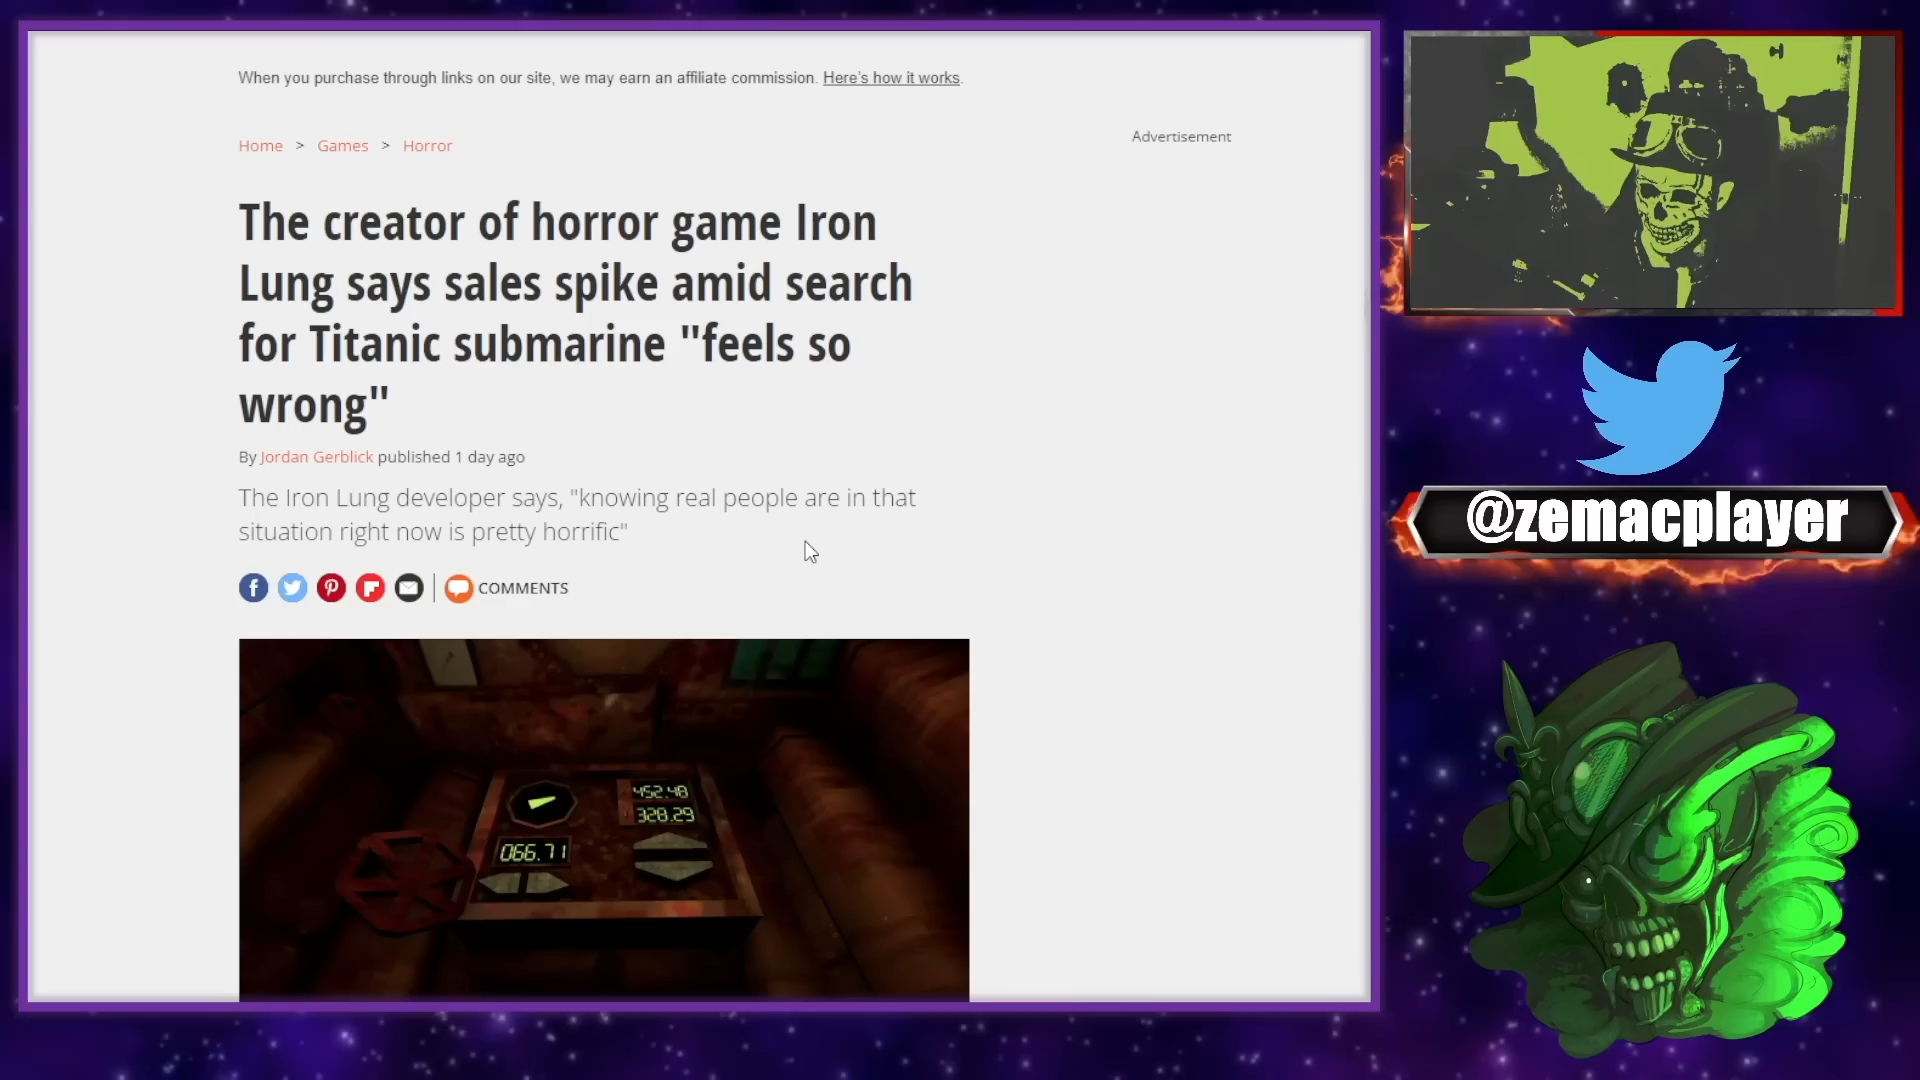 When you purchase through links on our site, we may earn an affiliate commission. Here's how it works.
Advertisement
Home > Games > Horror
The creator of horror game Iron
Lung says sales spike amid search
for Titanic submarine "feels so
wrong"
By Jordan Gerblick published 1 day ago
The Iron Lung developer says, "knowing real people are in that
situation right now is pretty horrific"
COMMENTS
452.48
328.29
066.71
@zemacplayer